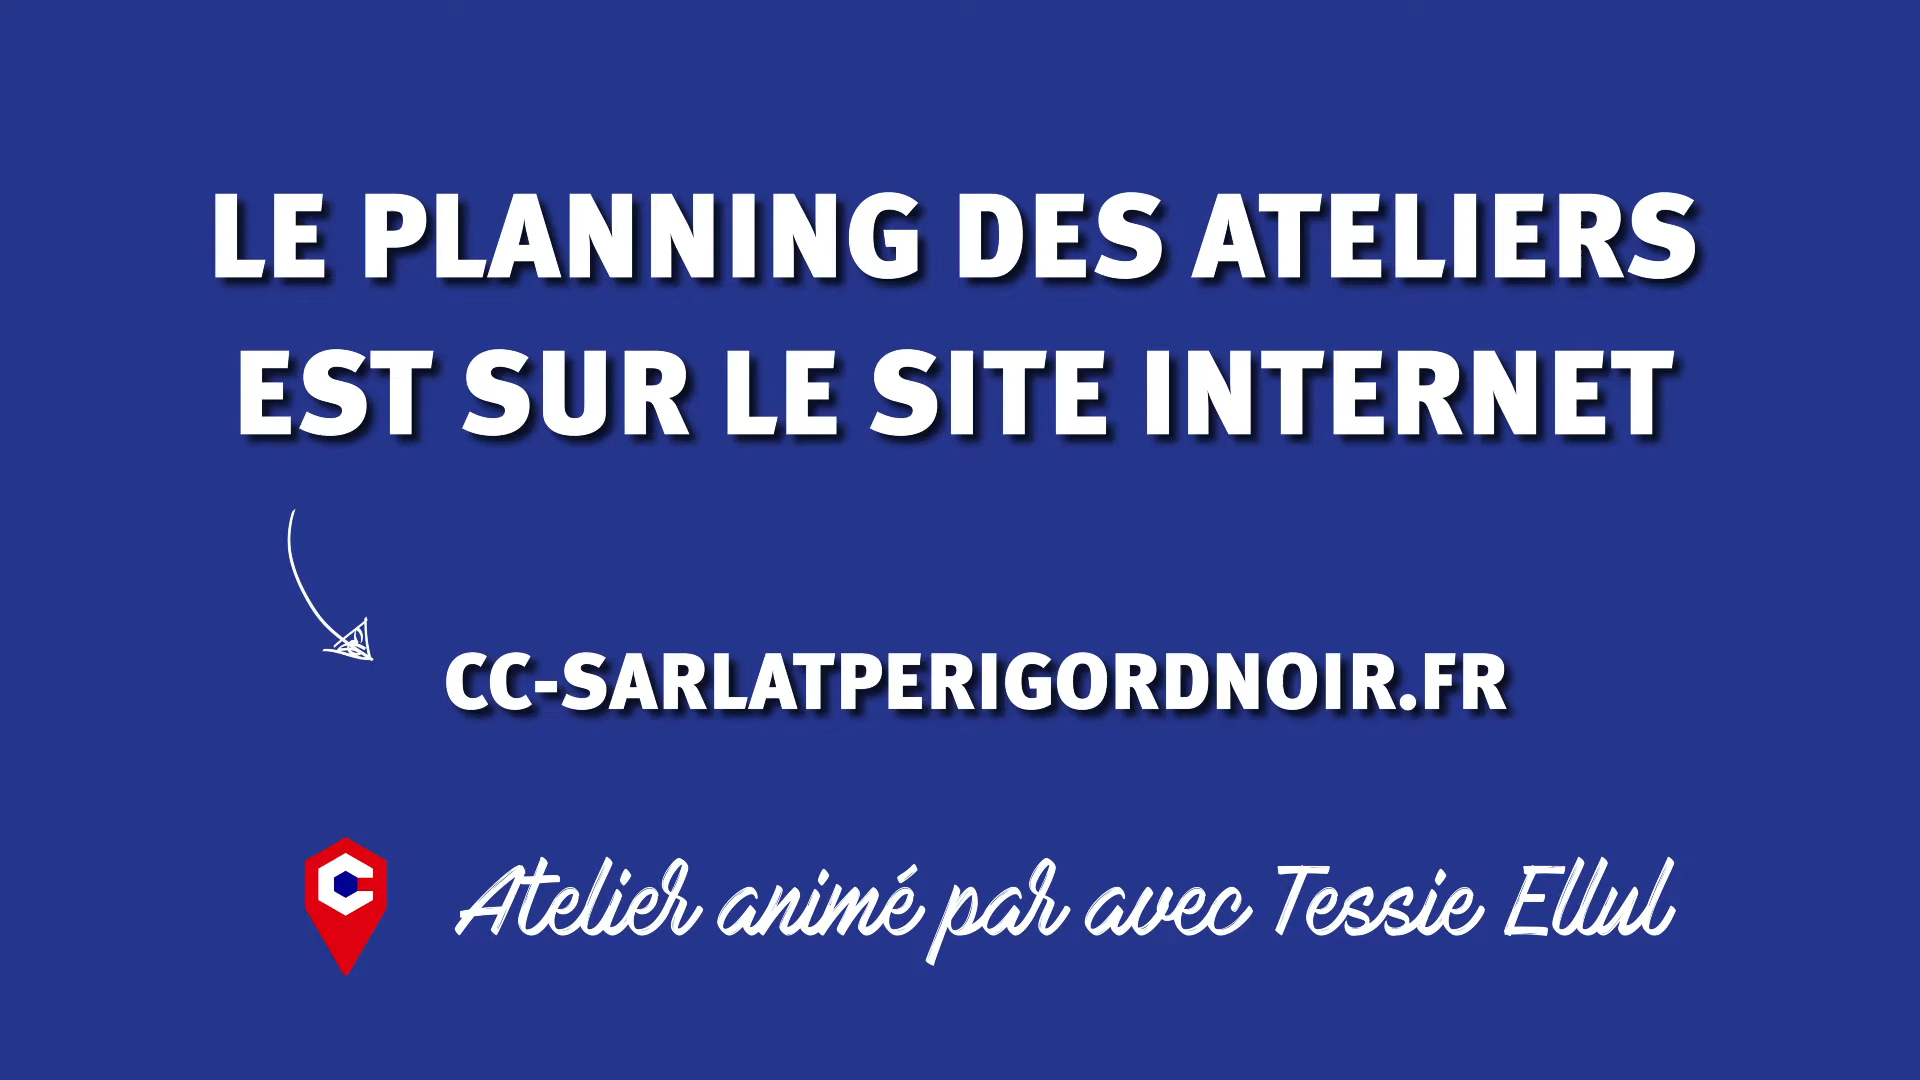 LE PLANNING DES ATELIERS
EST SUR LE SITE INTERNET
CC-SARLATPERIGORDNOIR.FR
Atelier animé par avec Tessie Ellul